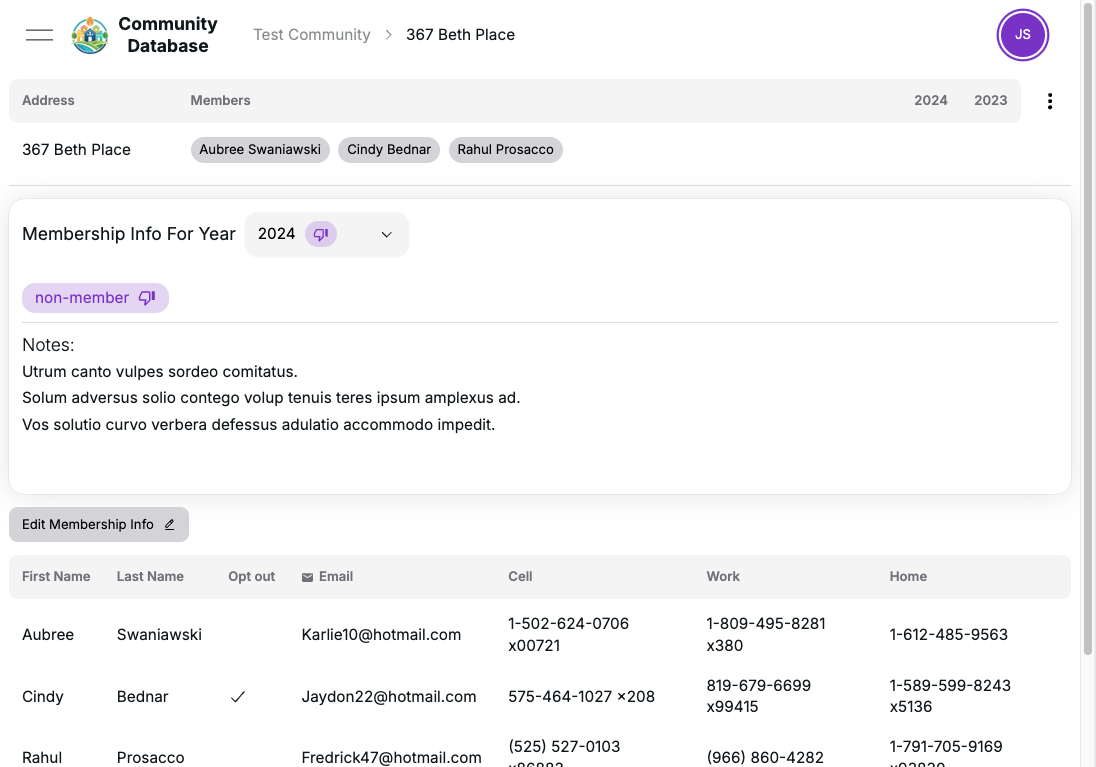 Community
Database
Test Community > 367 Beth Place
JS
Address Members 2024 2023
367 Beth Place Aubree Swaniawski Cindy Bednar Rahul Prosacco
Membership Info For Year 2024
non-member
Notes:
Utrum canto vulpes sordeo comitatus.
Solum adversus solio contego volup tenuis teres ipsum amplexus ad.
Vos solutio curvo verbera defessus adulatio accommodo impedit.
Edit Membership Info
First Name Last Name Opt out Email Cell Work Home
Aubree Swaniawski Karlie10@hotmail.com 1-502-624-0706 x00721 1-809-495-8281 x380 1-612-485-9563
Cindy Bednar ✓ Jaydon22@hotmail.com 575-464-1027 x208 819-679-6699 x99415 1-589-599-8243 x5136
Rahul Prosacco Fredrick47@hotmail.com (525) 527-0103 (966) 860-4282 1-791-705-9169